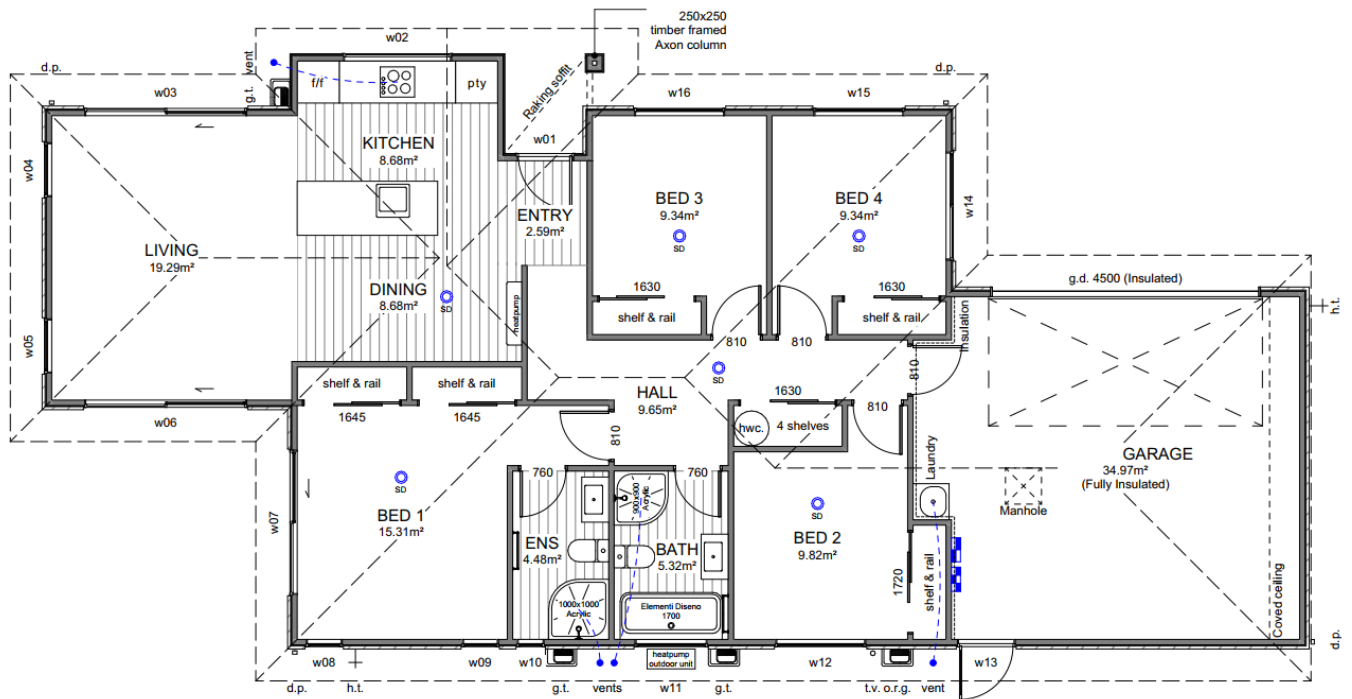 250x250
timber framed
Axon column
w02
d.p.
vent
g.t.
w03
f/f
pty
Raking soffit
w16
w15
d.p.
w01
KITCHEN
8.68m²
w04
ENTRY
2.59m²
BED 3
9.34m²
BED 4
9.34m²
w14
SD
SD
LIVING
19.29m²
DINING
8.68m²
SD
heatpump
1630
1630
g.d. 4500 (Insulated)
h.t.
shelf & rail
shelf & rail
Insulation
w05
810
810
810
shelf & rail
shelf & rail
SD
HALL
9.65m²
1630
1645
1645
w06
810
810
hwc.
4 shelves
GARAGE
34.97m²
(Fully Insulated)
Laundry
Manhole
760
760
SD
900x900
Acrylic
SD
w07
BED 1
15.31m²
ENS
4.48m²
BATH
5.32m²
BED 2
9.82m²
1720
shelf & rail
1000x1000
Acrylic
Elementi Diseno
1700
Coved ceiling
d.p.
w08
w09
w10
heatpump
outdoor unit
w12
w13
d.p.
h.t.
g.t.
vents
w11
g.t.
t.v.
o.r.g.
vent